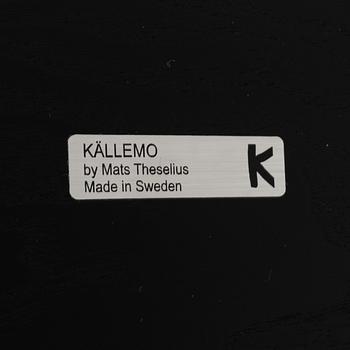 KÄLLEMO
by Mats Theselius
Made in Sweden
K